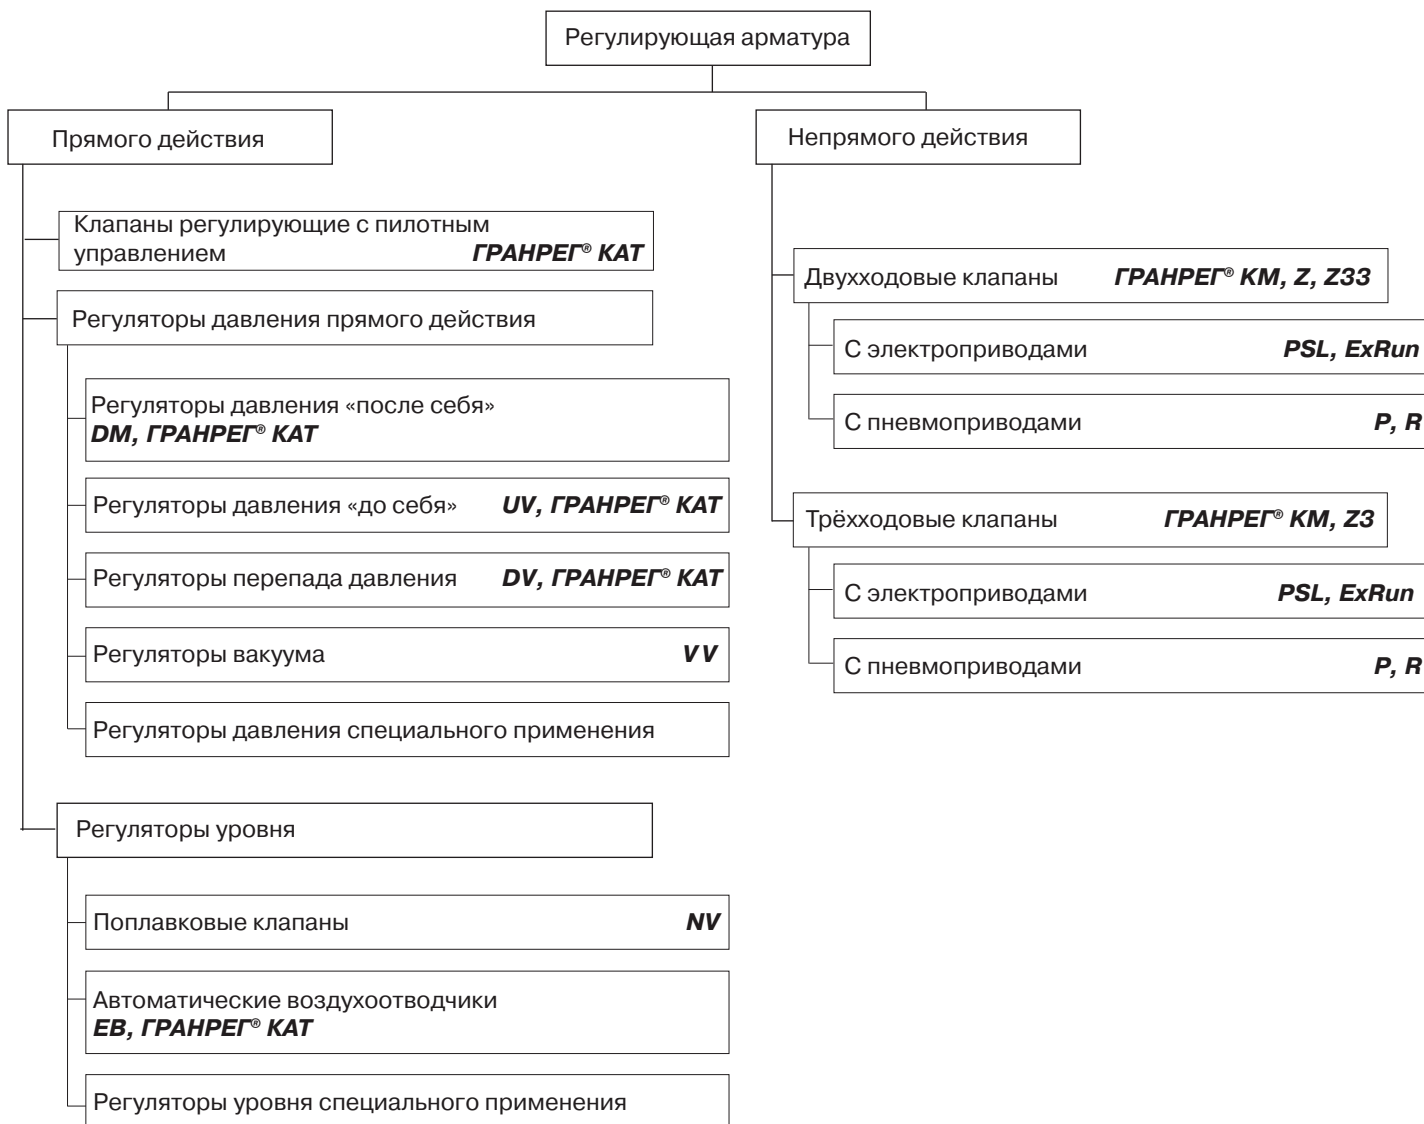 Регулирующая арматура
Прямого действия
Клапаны регулирующие с пилотным
управлением ГРАНРЕГ® КАТ
Регуляторы давления прямого действия
Регуляторы давления «после себя»
DM, ГРАНРЕГ® КАТ
Регуляторы давления «до себя» UV, ГРАНРЕГ® КАТ
Регуляторы перепада давления DV, ГРАНРЕГ® КАТ
Регуляторы вакуума VV
Регуляторы давления специального применения
Регуляторы уровня
Поплавковые клапаны NV
Автоматические воздухоотводчики
EB, ГРАНРЕГ® КАТ
Регуляторы уровня специального применения
Непрямого действия
Двухходовые клапаны ГРАНРЕГ® КМ, Z, Z33
С электроприводами PSL, ExRun
С пневмоприводами P, R
Трёхходовые клапаны ГРАНРЕГ® КМ, Z3
С электроприводами PSL, ExRun
С пневмоприводами P, R